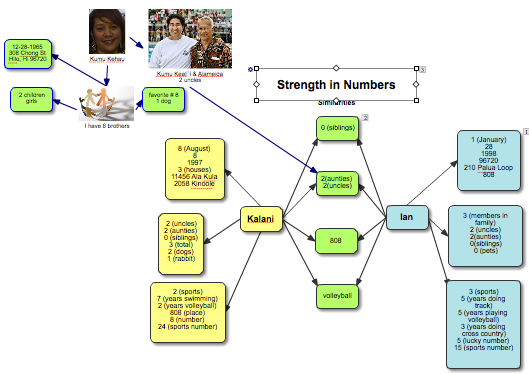 12-28-1965
308 Chong St
Hilo, HI 96720
Kumu Kehau
Kumu Keali'i & Alameida
2 uncles
2 children
girls
favorite # 8
1 dog
I have 6 brothers
Strength in Numbers
3
Similarities
2
0 (siblings)
2(aunties)
2(uncles)
808
volleyball
Kalani
Ian
8 (August)
8
1997
3 (houses)
11456 Ala Kula
2058 Kinoole
2 (uncles)
2 (aunties)
0 (siblings)
3 (total)
2 (dogs)
1 (rabbit)
2 (sports)
7 (years swimming)
2 (years volleyball)
808 (place)
8 (number)
24 (sports number)
1
1 (January)
28
1998
96720
210 Palua Loop
808
3 (members in
family)
2 (uncles)
2(aunties)
0(siblings)
0 (pets)
3 (sports)
5 (years doing
track)
5 (years playing
volleyball)
3 (years doing
cross country)
5 (lucky number)
15 (sports number)